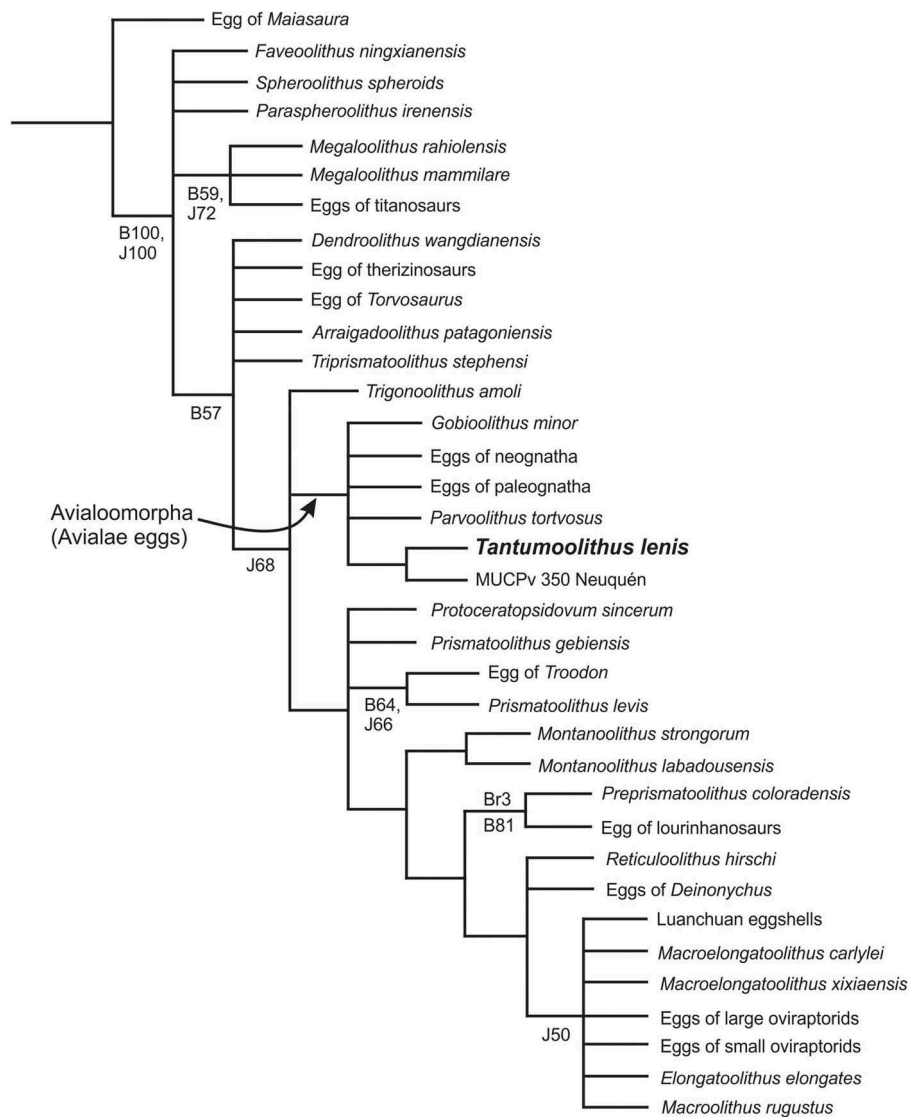 Egg of Maiasaura
Faveoolithus ningxianensis
Spheroolithus spheroids
Paraspheroolithus irenensis
Megaloolithus rahiolensis
Megaloolithus mammilare
B59,
J72
Eggs of titanosaurs
B100,
J100
Dendroolithus wangdianensis
Egg of therizinosaurs
Egg of Torvosaurus
Arraigadoolithus patagoniensis
Triprismatoolithus stephensi
B57
Trigonoolithus amoli
Gobioolithus minor
Eggs of neognatha
Eggs of paleognatha
Avialoomorpha
(Avialae eggs)
Parvoolithus tortvosus
Tantumoolithus lenis
J68
MUCPv 350 Neuquén
Protoceratopsidovum sincerum
Prismatoolithus gebiensis
Egg of Troodon
B64,
J66
Prismatoolithus levis
Montanoolithus strongorum
Montanoolithus labadousensis
Br3
B81
Preprismatoolithus coloradensis
Egg of lourinhanosaurs
Reticuloolithus hirschi
Eggs of Deinonychus
Luanchuan eggshells
Macroelongatoolithus carlylei
Macroelongatoolithus xixiaensis
Eggs of large oviraptorids
J50
Eggs of small oviraptorids
Elongatoolithus elongates
Macroolithus rugustus